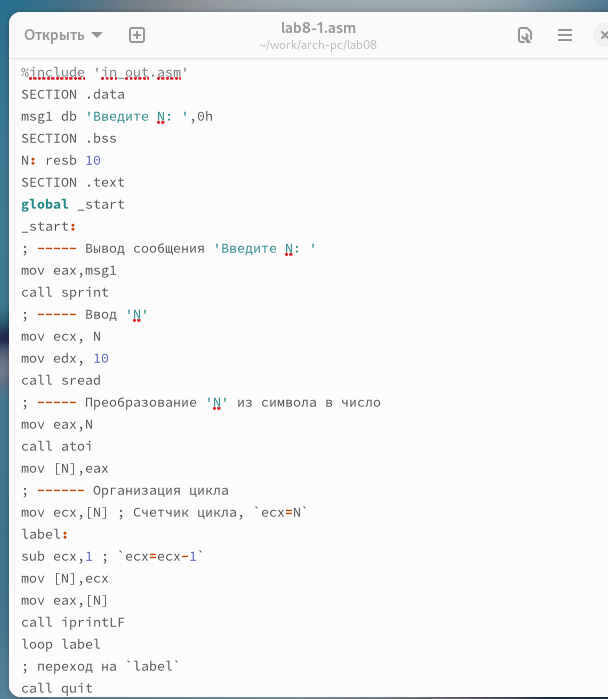 Открыть
lab8-1.asm
~/work/arch-pc/lab08
%include 'in_out.asm'
SECTION .data
msg1 db 'Введите N: ',0h
SECTION .bss
N: resb 10
SECTION .text
global _start
_start:
; ----- Вывод сообщения 'Введите N: '
mov eax,msg1
call sprint
; ----- Ввод 'N'
mov ecx, N
mov edx, 10
call sread
; ----- Преобразование 'N' из символа в число
mov eax,N
call atoi
mov [N],eax
; ------ Организация цикла
mov ecx,[N] ; Счетчик цикла, `ecx=N`
label:
sub ecx,1 ; `ecx=ecx-1`
mov [N],ecx
mov eax,[N]
call iprintLF
loop label
; переход на `label`
call quit